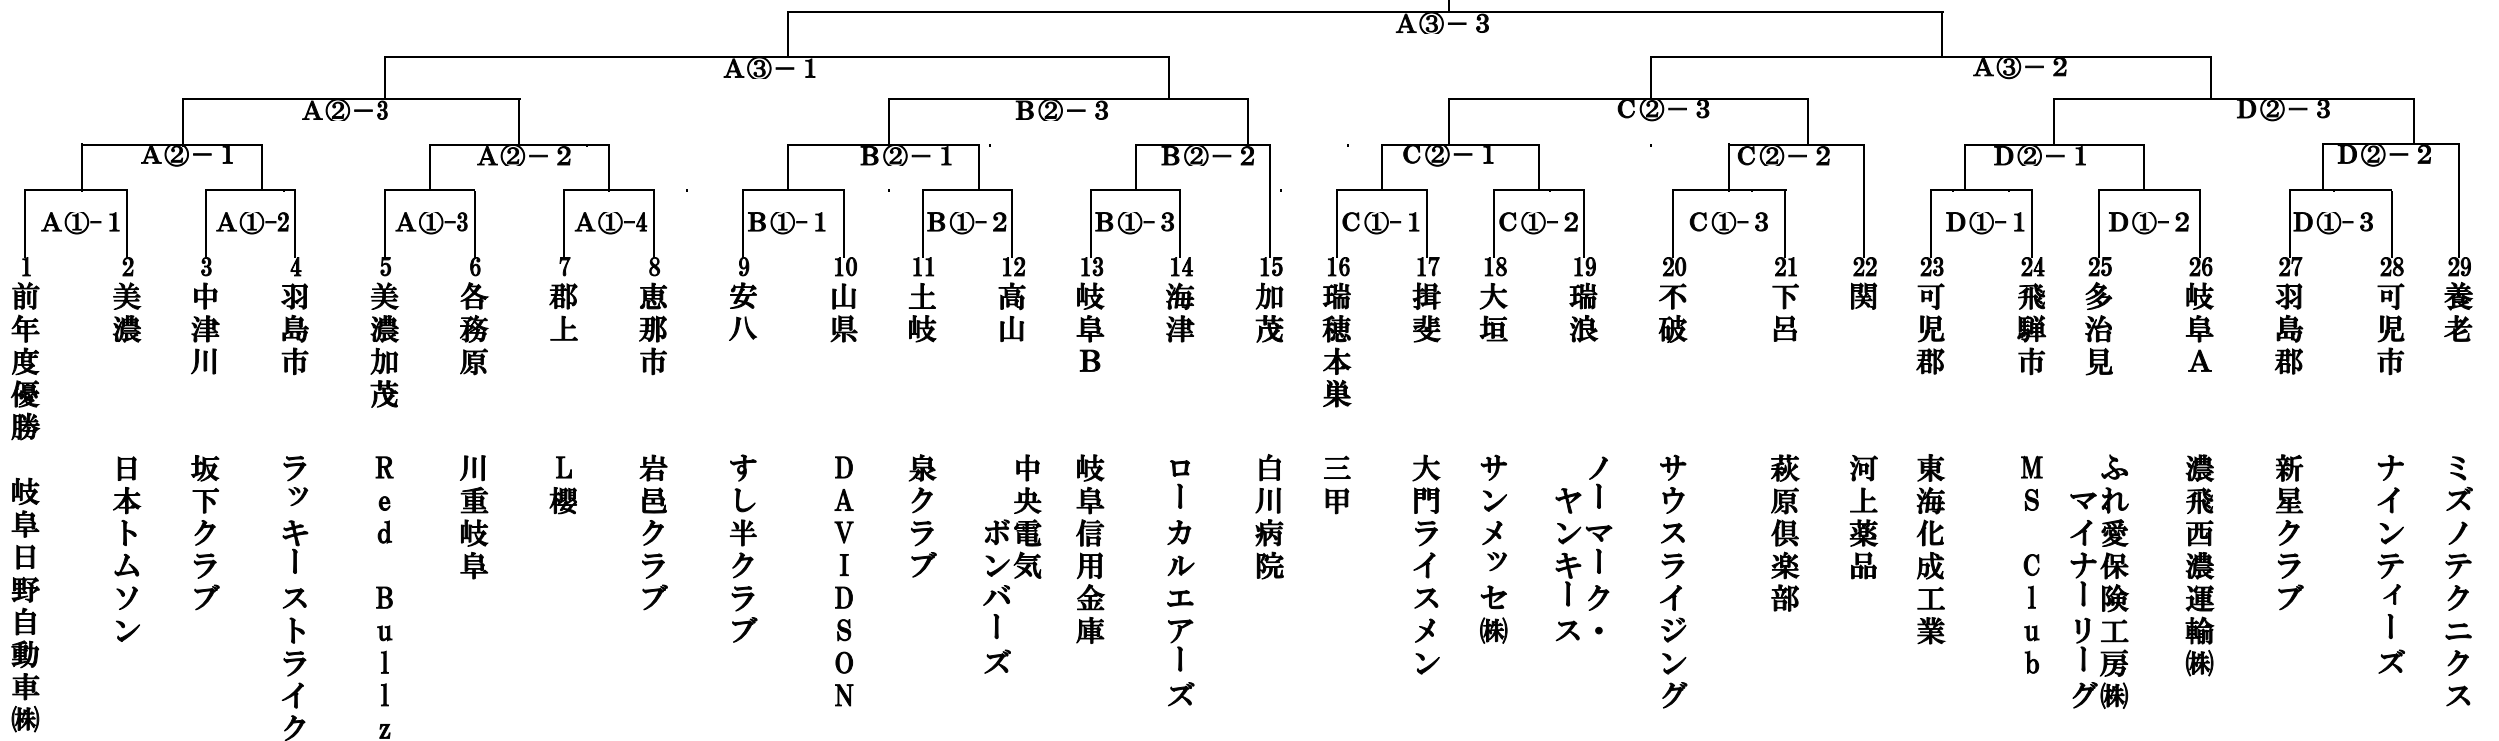 A③－3
A③－1
A③－2
A②－3
B②－3
C②－3
D②－3
A②－1
A②－2
B②－1
B②－2
C②－1
C②－2
D②－1
D②－2
A①－1
A①－2
A①－3
A①－4
B①－1
B①－2
B①－3
C①－1
C①－2
C①－3
D①－1
D①－2
D①－3
1
前年度優勝　岐阜日野自動車㈱
2
美濃
日本トムソン
3
中津川
坂下クラブ
4
羽島市
ラッキーストライク
5
美濃加茂
Red Bullz
6
各務原
川重岐阜
7
郡上
L櫻
8
恵那市
岩邑クラブ
9
安八
すし半クラブ
10
山県
DAVIDSON
11
土岐
泉クラブ
12
高山
中央電気
ボンバーズ
13
岐阜B
岐阜信用金庫
14
海津
ローカルエアーズ
15
加茂
白川病院
16
瑞穂本巣
三甲
17
揖斐
大門ライスメン
18
大垣
サンメッセ㈱
19
瑞浪
ノーマーク・
ヤンキース
20
不破
サウスライジング
21
下呂
萩原倶楽部
22
関
河上薬品
23
可児郡
東海化成工業
24
飛騨市
MS Club
25
多治見
ふれ愛保険工房㈱
マイナーリーグ
26
岐阜A
濃飛西濃運輸㈱
27
羽島郡
新星クラブ
28
可児市
ナインティーズ
29
養老
ミズノテクニクス